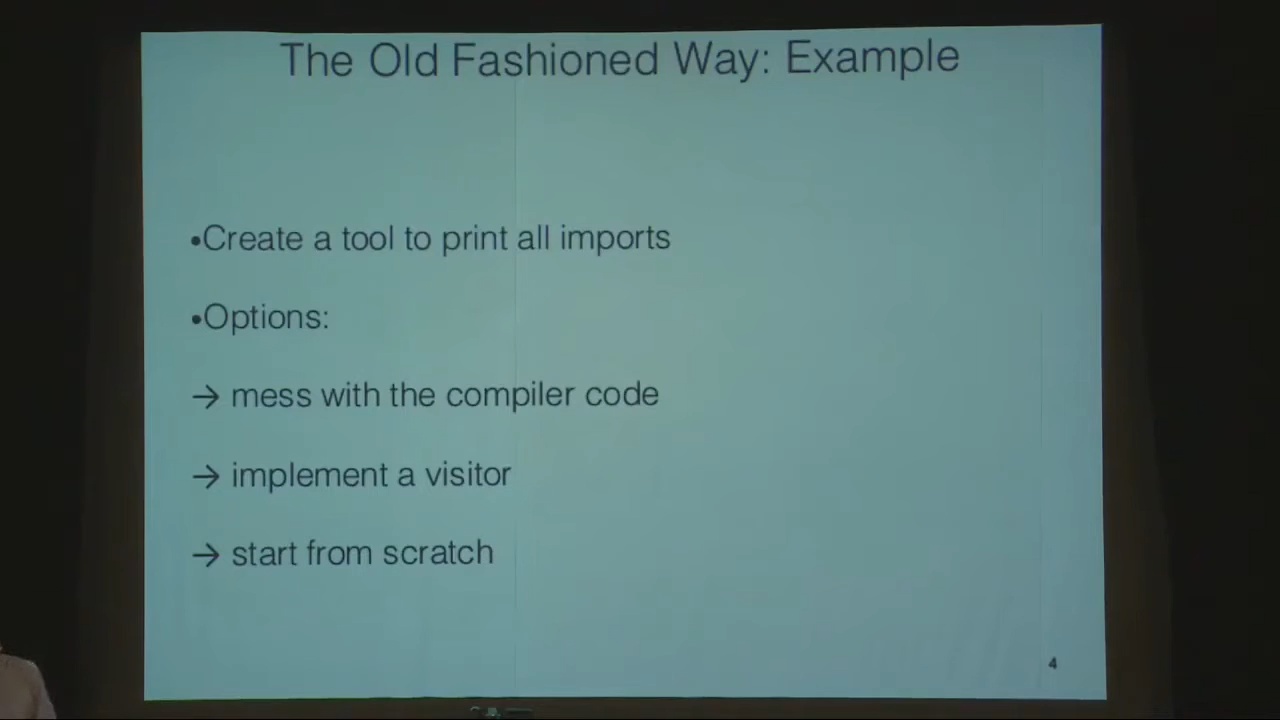 The Old Fashioned Way: Example
•Create a tool to print all imports
•Options:
→ mess with the compiler code
→ implement a visitor
→ start from scratch
4